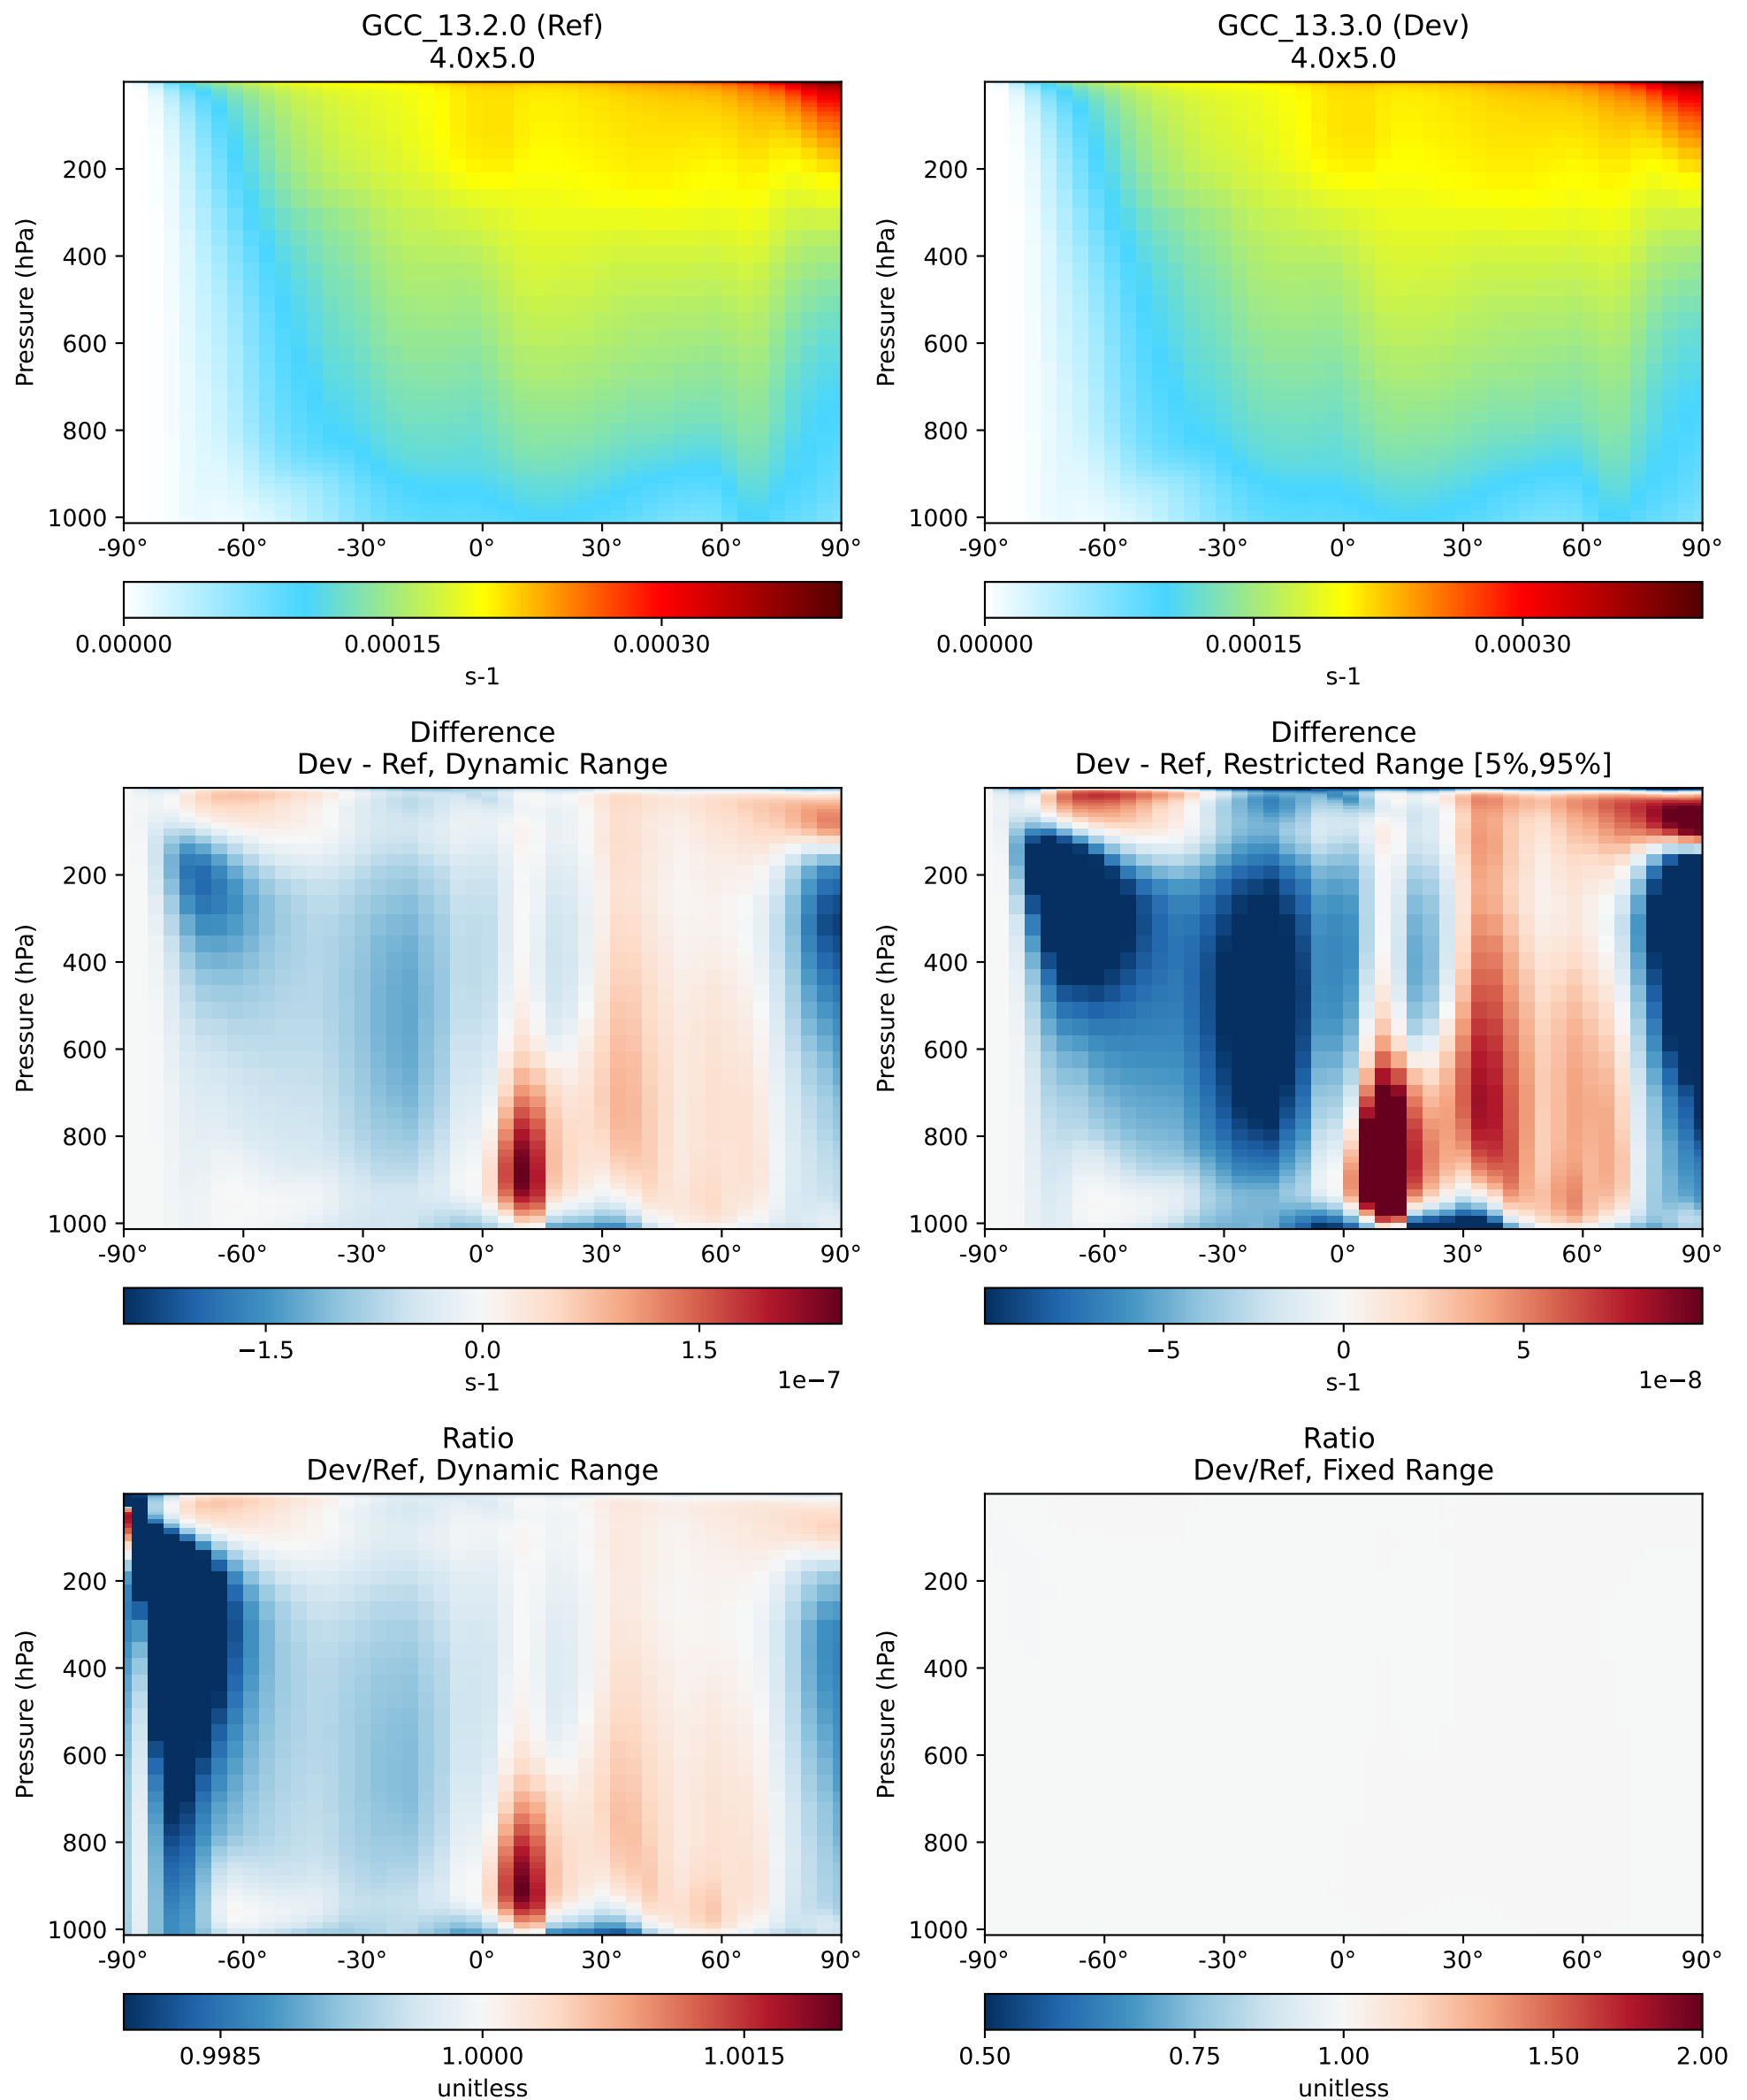 GCC_13.2.0 (Ref)
4.0x5.0
Pressure (hPa)
200
400
600
800
1000
-90° -60° -30° 0° 30° 60° 90°
0.00000 0.00015 0.00030
s-1
GCC_13.3.0 (Dev)
4.0x5.0
Pressure (hPa)
200
400
600
800
1000
-90° -60° -30° 0° 30° 60° 90°
0.00000 0.00015 0.00030
s-1
Difference
Dev - Ref, Dynamic Range
Pressure (hPa)
200
400
600
800
1000
-90° -60° -30° 0° 30° 60° 90°
−1.5 0.0 1.5
s-1 1e−7
Difference
Dev - Ref, Restricted Range [5%,95%]
Pressure (hPa)
200
400
600
800
1000
-90° -60° -30° 0° 30° 60° 90°
−5 0 5
s-1 1e−8
Ratio
Dev/Ref, Dynamic Range
Pressure (hPa)
200
400
600
800
1000
-90° -60° -30° 0° 30° 60° 90°
0.9985 1.0000 1.0015
unitless
Ratio
Dev/Ref, Fixed Range
Pressure (hPa)
200
400
600
800
1000
-90° -60° -30° 0° 30° 60° 90°
0.50 0.75 1.00 1.50 2.00
unitless